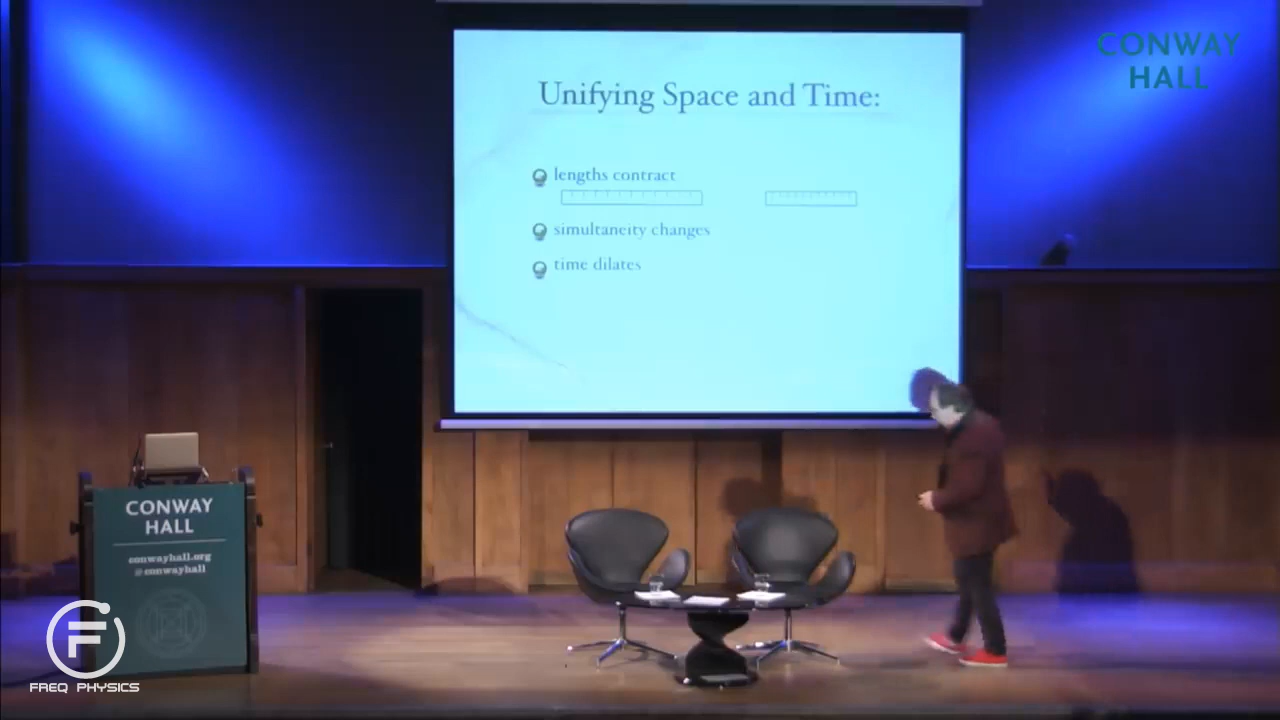 CONWAY
HALL
Unifying Space and Time:
lengths contract
simultaneity changes
time dilates
CONWAY
HALL
conwayhall.org
@conwayhall
F
FREQ PHYSICS